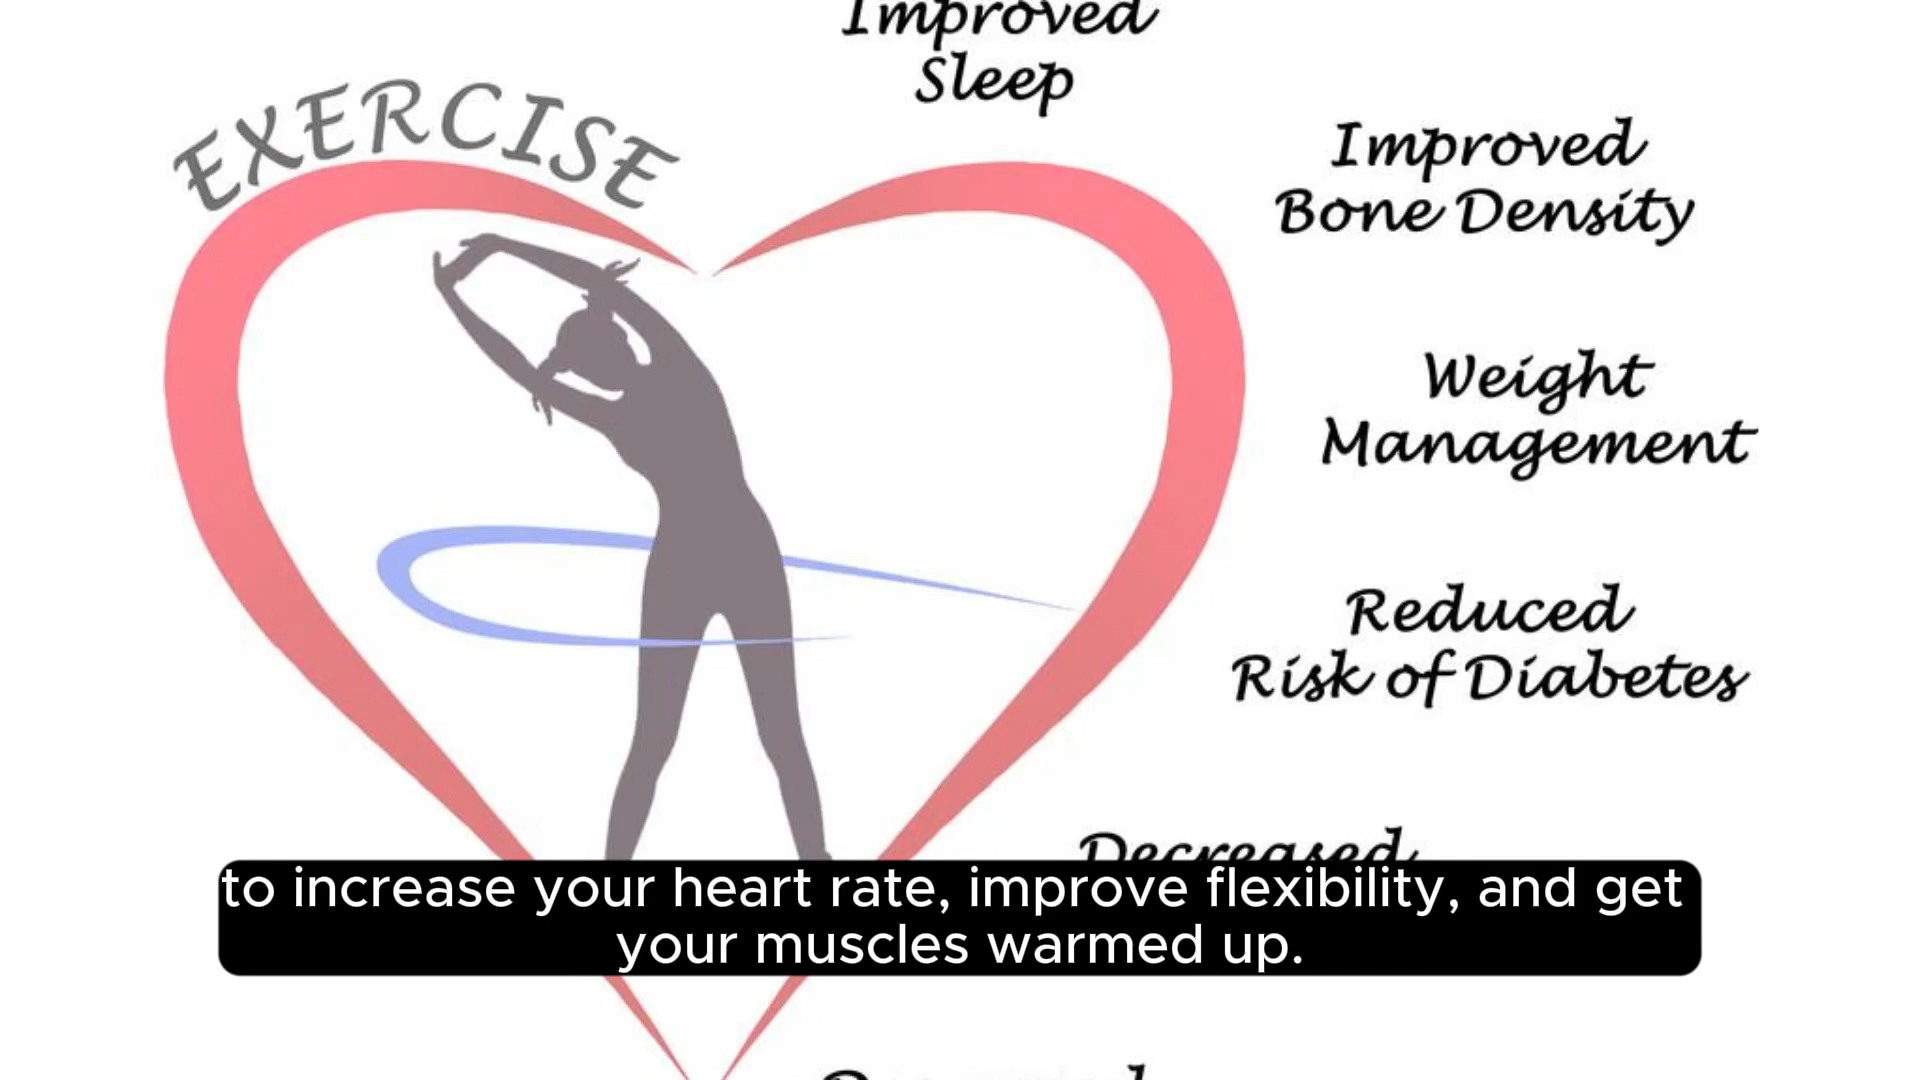 Improved
Sleep
EXERCISE
Improved
Bone Density
Weight
Management
Reduced
Risk of Diabetes
Decreased
to increase your heart rate, improve flexibility, and get
your muscles warmed up.